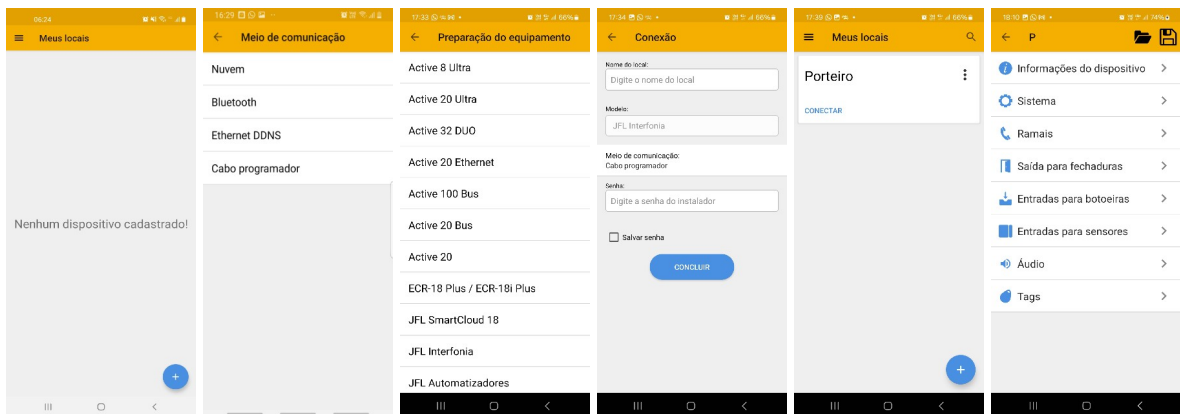 06:24
Meus locais
Nenhum dispositivo cadastrado!
+
16:29
Meio de comunicação
Nuvem
Bluetooth
Ethernet DDNS
Cabo programador
17:33 66%
Preparação do equipamento
Active 8 Ultra
Active 20 Ultra
Active 32 DUO
Active 20 Ethernet
Active 100 Bus
Active 20 Bus
Active 20
ECR-18 Plus / ECR-18i Plus
JFL SmartCloud 18
JFL Interfonia
JFL Automatizadores
17:34 66%
Conexão
Nome do local:
Digite o nome do local
Modelo:
JFL Interfonia
Meio de comunicação:
Cabo programador
Senha:
Digite a senha do instalador
Salvar senha
CONCLUIR
17:39 66%
Meus locais
Porteiro
CONECTAR
+
18:10 74%
P
Informações do dispositivo
Sistema
Ramais
Saída para fechaduras
Entradas para botoeiras
Entradas para sensores
Áudio
Tags